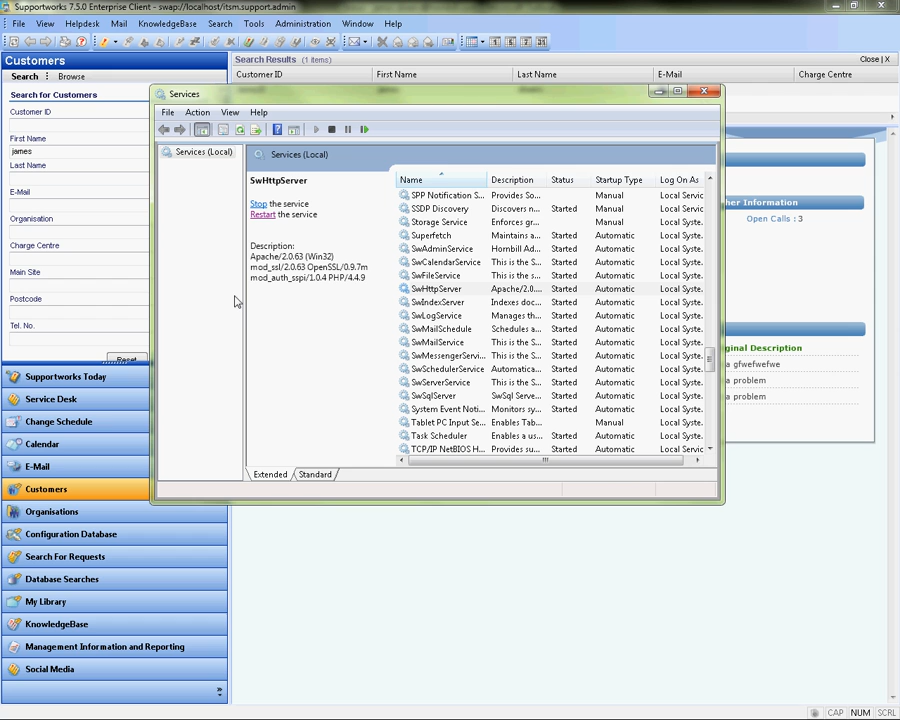 Supportworks 7.5.0 Enterprise Client - swap://localhost/itsm.support.admin
File View Helpdesk Mail KnowledgeBase Search Tools Administration Window Help
Customers
Search Browse
Search for Customers
Customer ID
First Name
james
Last Name
E-Mail
Organisation
Charge Centre
Main Site
Postcode
Tel. No.
Reset
Supportworks Today
Service Desk
Change Schedule
Calendar
E-Mail
Customers
Organisations
Configuration Database
Search For Requests
Database Searches
My Library
KnowledgeBase
Management Information and Reporting
Social Media
Search Results (1 items)
Close | X
Customer ID First Name Last Name E-Mail Charge Centre
her Information
Open Calls : 3
ginal Description
a gfwefwefwe
a problem
a problem
Services
File Action View Help
Services (Local)
Services (Local)
SwHttpServer
Stop the service
Restart the service
Description:
Apache/2.0.63 (Win32)
mod_ssl/2.0.63 OpenSSL/0.9.7m
mod_auth_sspi/1.0.4 PHP/4.4.9
Name Description Status Startup Type Log On As
SPP Notification S... Provides So... Manual Local Servic
SSDP Discovery Discovers n... Started Manual Local Servic
Storage Service Enforces gr... Manual Local Syste.
Superfetch Maintains a... Started Automatic Local Syste.
SwAdminService Hornbill Ad... Started Automatic Local Syste.
SwCalendarService This is the S... Started Automatic Local Syste.
SwFileService This is the s... Started Automatic Local Syste.
SwHttpServer Apache/2.0.... Started Automatic Local Syste.
SwIndexServer Indexes doc... Started Automatic Local Syste.
SwLogService Manages th... Started Automatic Local Syste.
SwMailSchedule Schedules a... Started Automatic Local Syste.
SwMailService This is the S... Started Automatic Local Syste.
SwMessengerServi... This is the S... Started Automatic Local Syste.
SwSchedulerService Automatica... Started Automatic Local Syste.
SwServerService This is the S... Started Automatic Local Syste.
SwSqlServer SwSql Serve... Started Automatic Local Syste.
System Event Noti... Monitors sy... Started Automatic Local Syste.
Tablet PC Input Se... Enables Tab... Manual Local Syste.
Task Scheduler Enables a us... Started Automatic Local Syste.
TCP/IP NetBIOS H... Provides su... Started Automatic Local Servic
Extended Standard
CAP NUM SCRL